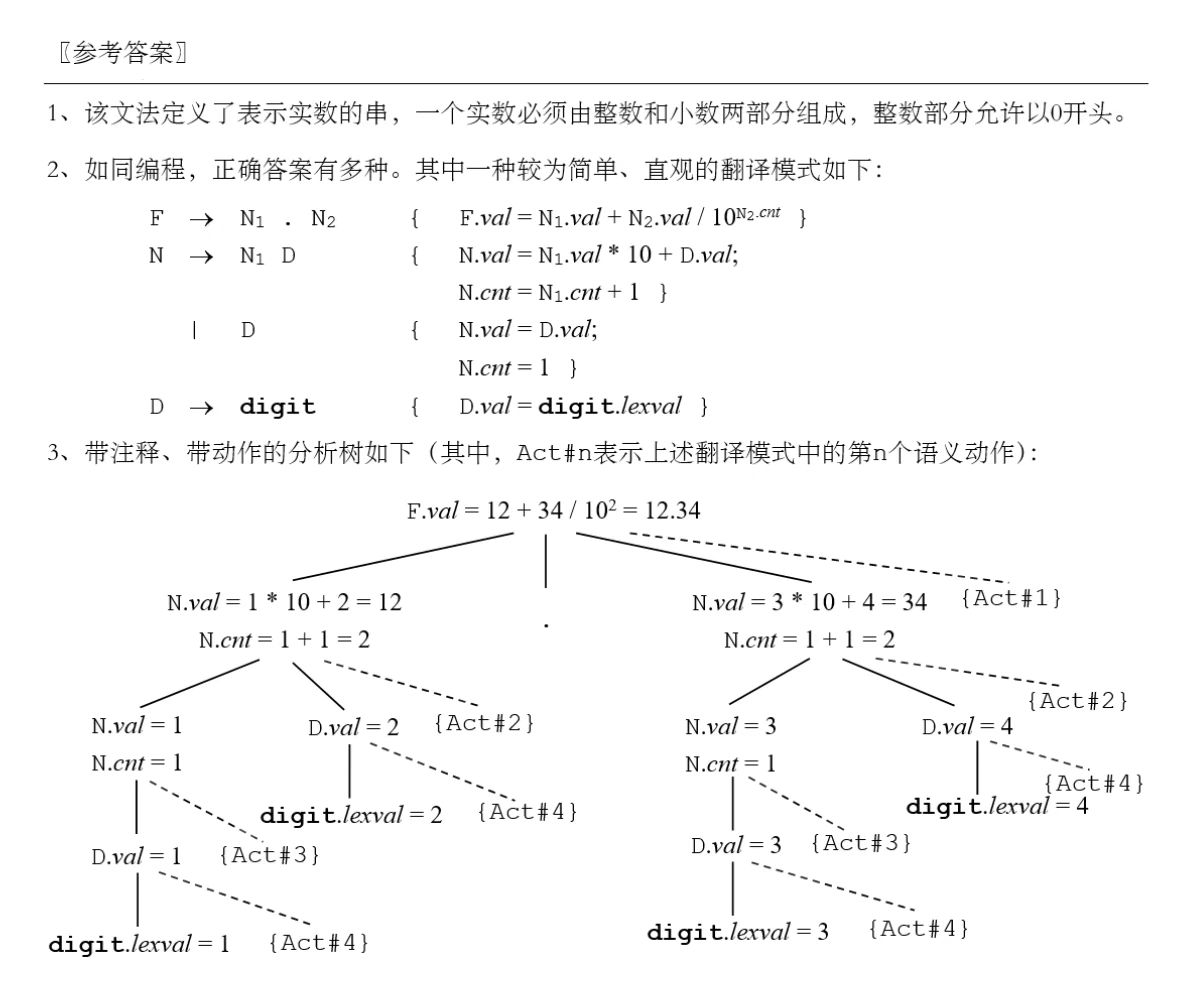 〖参考答案〗
1、该文法定义了表示实数的串，一个实数必须由整数和小数两部分组成，整数部分允许以0开头。
2、如同编程，正确答案有多种。其中一种较为简单、直观的翻译模式如下：
F → N₁ . N₂ { F.val = N₁.val + N₂.val / 10^N₂.cnt }
N → N₁ D { N.val = N₁.val * 10 + D.val;
N.cnt = N₁.cnt + 1 }
| D { N.val = D.val;
N.cnt = 1 }
D → digit { D.val = digit.lexval }
3、带注释、带动作的分析树如下（其中，Act#n表示上述翻译模式中的第n个语义动作）：
F.val = 12 + 34 / 10² = 12.34
N.val = 1 * 10 + 2 = 12 . N.val = 3 * 10 + 4 = 34 {Act#1}
N.cnt = 1 + 1 = 2 N.cnt = 1 + 1 = 2
{Act#2}
N.val = 1 D.val = 2 {Act#2} N.val = 3 D.val = 4
N.cnt = 1 N.cnt = 1
{Act#4}
digit.lexval = 2 {Act#4} digit.lexval = 4
D.val = 1 {Act#3} D.val = 3 {Act#3}
digit.lexval = 1 {Act#4} digit.lexval = 3 {Act#4}